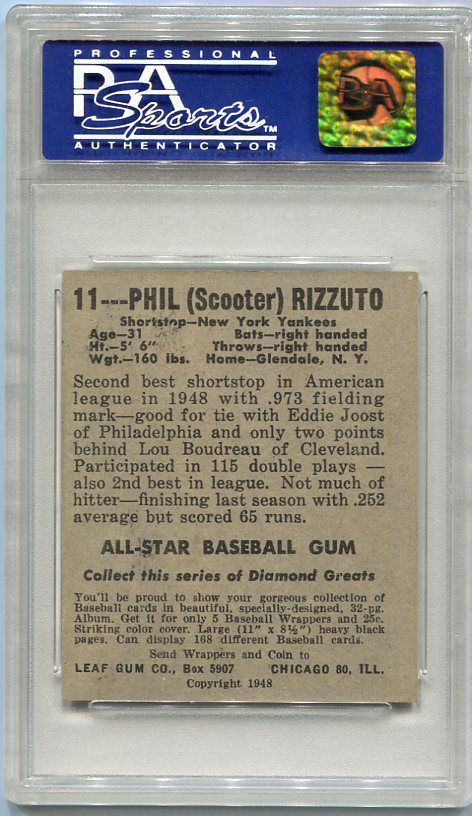 PROFESSIONAL
PSA
Sports TM
AUTHENTICATOR
PSA
11---PHIL (Scooter) RIZZUTO
Shortstop—New York Yankees
Age—31 Bats—right handed
Ht.—5' 6" Throws—right handed
Wgt.—160 lbs. Home—Glendale, N. Y.
Second best shortstop in American
league in 1948 with .973 fielding
mark—good for tie with Eddie Joost
of Philadelphia and only two points
behind Lou Boudreau of Cleveland.
Participated in 115 double plays —
also 2nd best in league. Not much of
hitter—finishing last season with .252
average but scored 65 runs.
ALL-STAR BASEBALL GUM
Collect this series of Diamond Greats
You'll be proud to show your gorgeous collection of
Baseball cards in beautiful, specially-designed, 32-pg.
Album. Get it for only 5 Baseball Wrappers and 25c.
Striking color cover. Large (11" x 8½") heavy black
pages. Can display 168 different Baseball cards.
Send Wrappers and Coin to
LEAF GUM CO., Box 5907 CHICAGO 80, ILL.
Copyright 1948